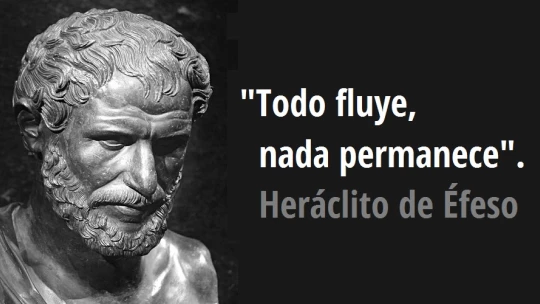 "Todo fluye,
nada permanece".
Heráclito de Éfeso